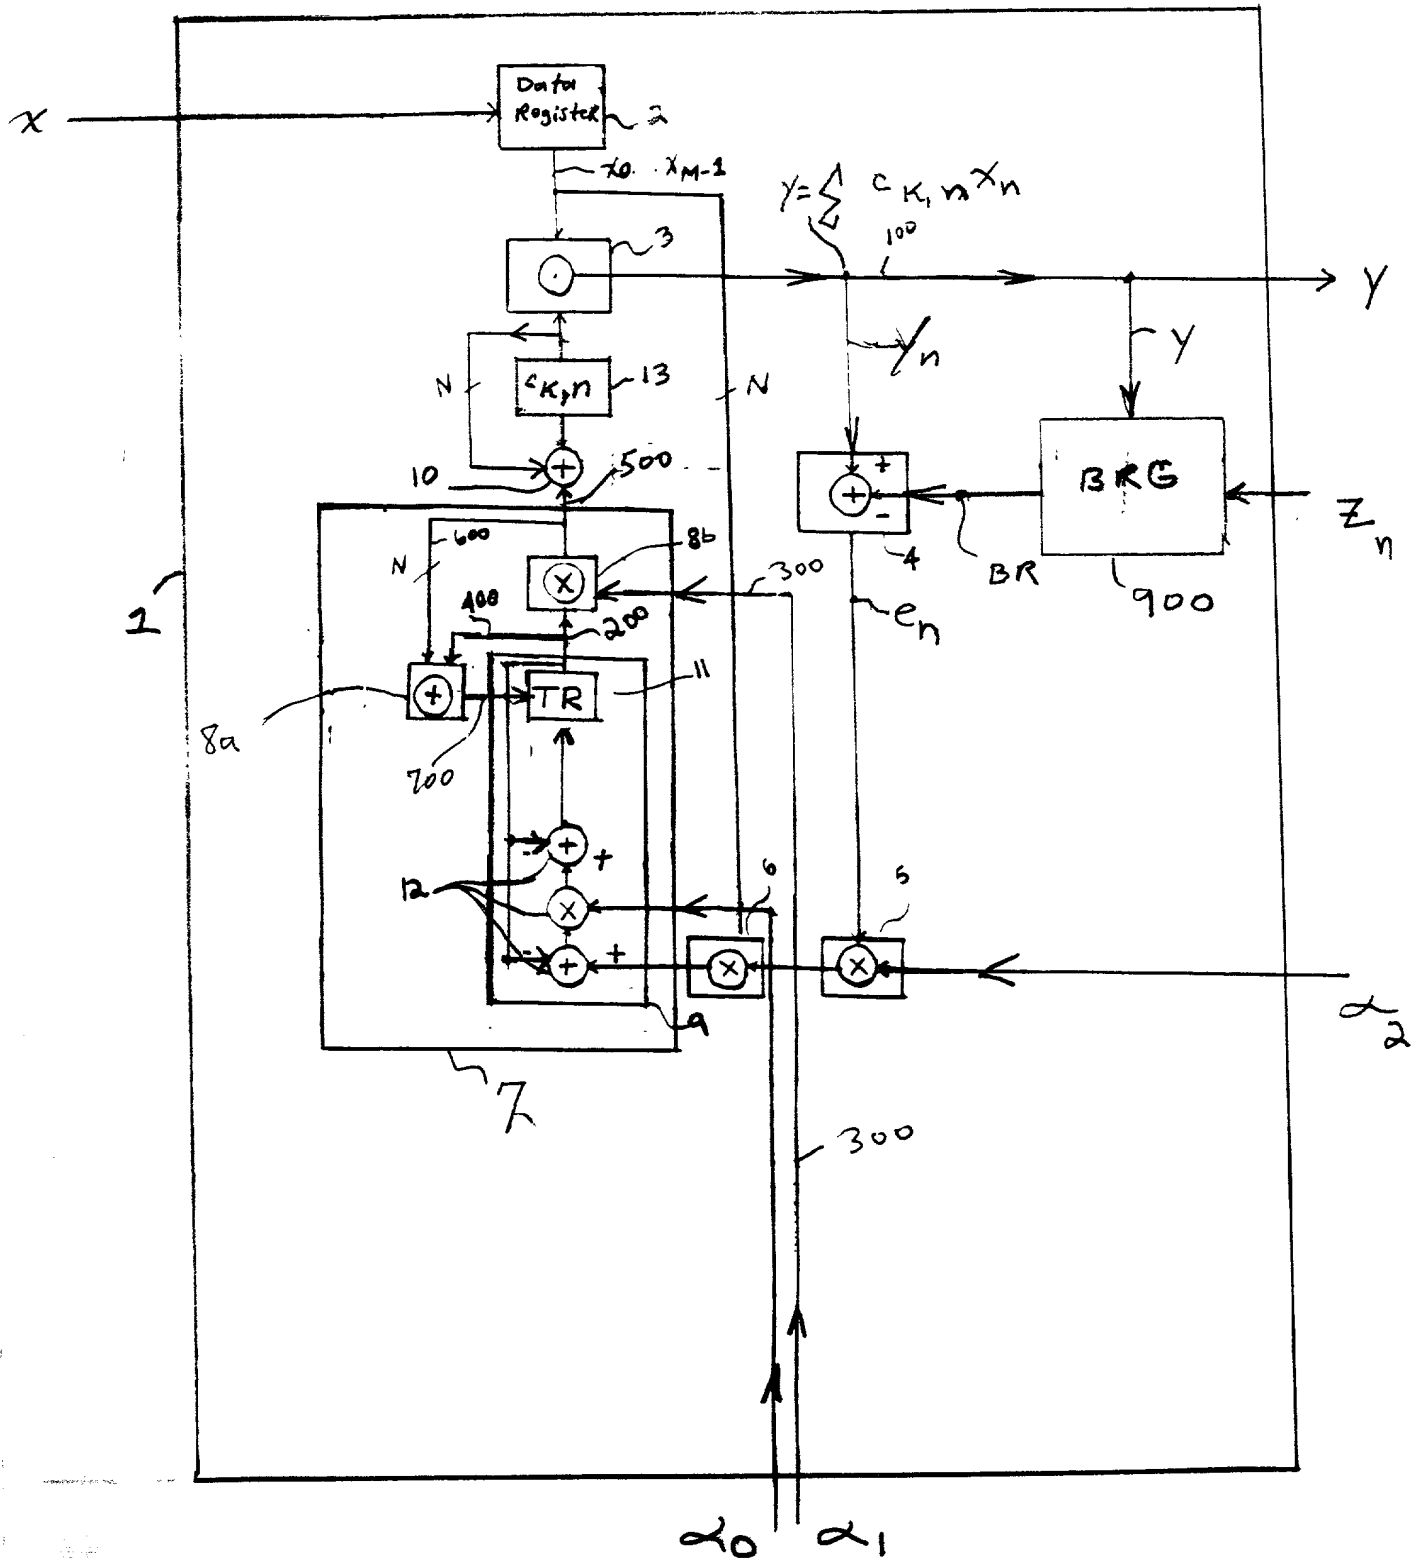 Data
Register
2
x
x0. .xM-1
Y=∑ cK,n xn
100
3
Y
Yn
Y
N
cK,n
13
N
10
+
500
+
+
-
BRG
Zn
4
BR
900
600
N
8b
×
300
1
400
200
en
+
TR
11
8a
700
-
+
+
12
×
6
5
-
+
+
×
×
9
α2
7
300
α0
α1